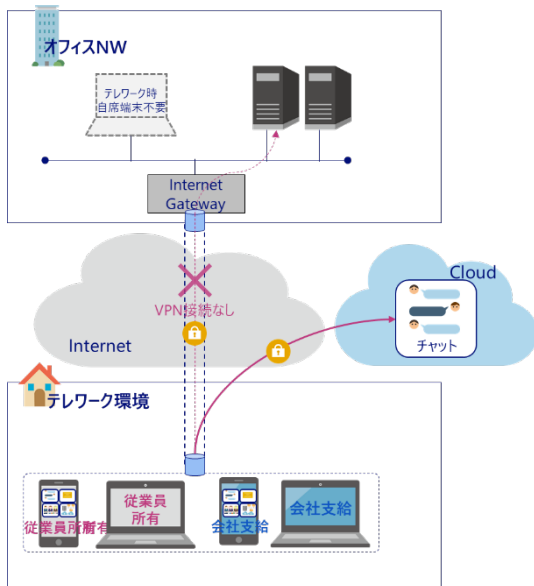 オフィスNW
テレワーク時
自席端末不要
Internet
Gateway
VPN接続なし
Internet
Cloud
チャット
テレワーク環境
従業員所有
従業員
所有
会社支給
会社支給